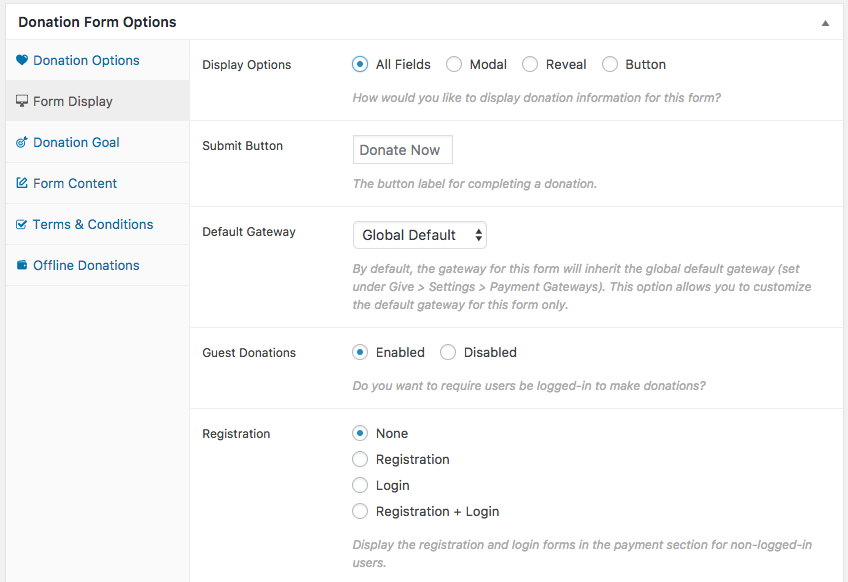 Donation Form Options
Donation Options
Form Display
Donation Goal
Form Content
Terms & Conditions
Offline Donations
Display Options
All Fields Modal Reveal Button
How would you like to display donation information for this form?
Submit Button
Donate Now
The button label for completing a donation.
Default Gateway
Global Default
By default, the gateway for this form will inherit the global default gateway (set
under Give > Settings > Payment Gateways). This option allows you to customize
the default gateway for this form only.
Guest Donations
Enabled Disabled
Do you want to require users be logged-in to make donations?
Registration
None
Registration
Login
Registration + Login
Display the registration and login forms in the payment section for non-logged-in
users.